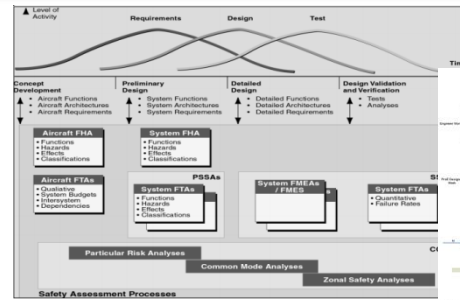 Level of
Activity
Requirements
Design
Test
Concept
Development
• Aircraft Functions
• Aircraft Architectures
• Aircraft Requirements
Preliminary
Design
• System Functions
• System Architectures
• System Requirements
Detailed
Design
• Detailed Functions
• Detailed Architectures
• Detailed Requirements
Design Validation
and Verification
• Tests
• Analyses
Aircraft FHA
• Functions
• Hazards
• Effects
• Classifications
System FHA
• Functions
• Hazards
• Effects
• Classifications
Aircraft FTAs
• Qualiative
• System Budgets
• Intersystem
• Dependencies
PSSAs
System FTAs
• Functions
• Hazards
• Effects
• Classifications
System FMEAs
/ FMES
System FTAs
• Quantitative
• Failure Rates
Particular Risk Analyses
Common Mode Analyses
Zonal Safety Analyses
Safety Assessment Processes